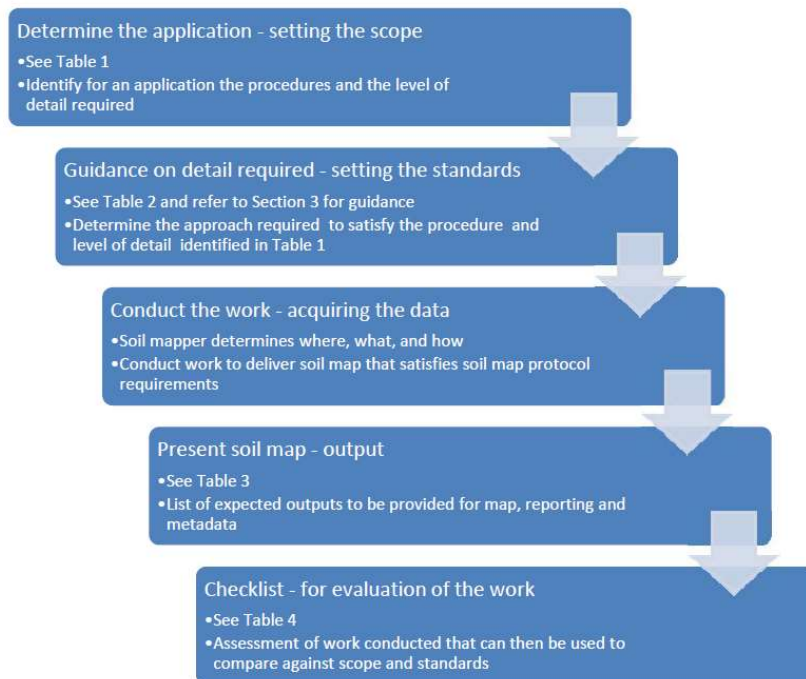 Determine the application - setting the scope
•See Table 1
•Identify for an application the procedures and the level of
detail required
Guidance on detail required - setting the standards
•See Table 2 and refer to Section 3 for guidance
•Determine the approach required to satisfy the procedure and
level of detail identified in Table 1
Conduct the work - acquiring the data
•Soil mapper determines where, what, and how
•Conduct work to deliver soil map that satisfies soil map protocol
requirements
Present soil map - output
•See Table 3
•List of expected outputs to be provided for map, reporting and
metadata
Checklist - for evaluation of the work
•See Table 4
•Assessment of work conducted that can then be used to
compare against scope and standards